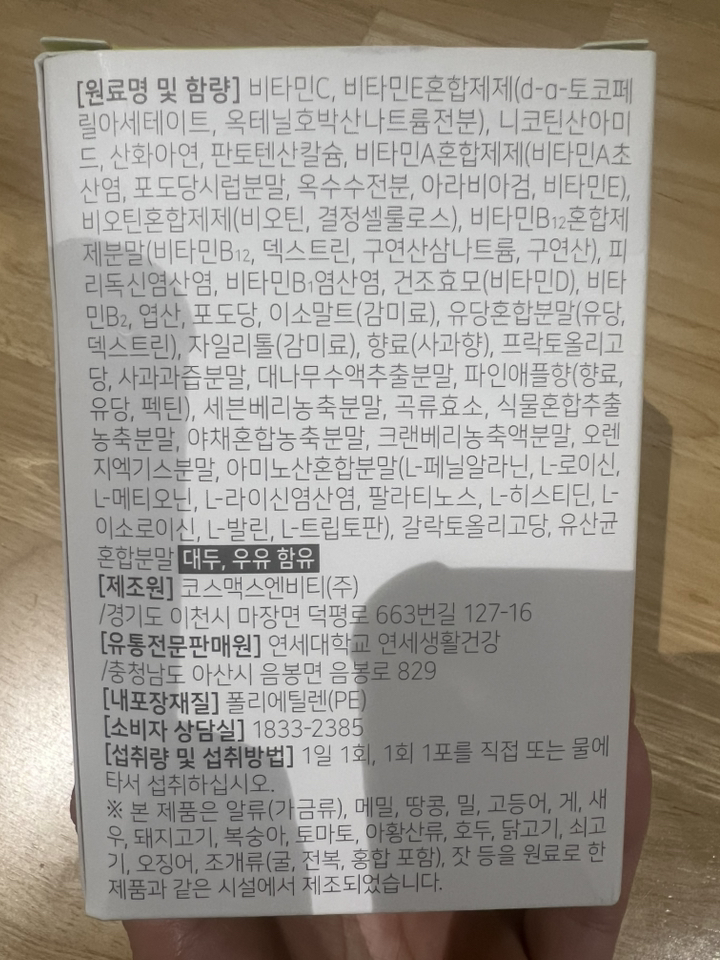 [원료명 및 함량] 비타민C, 비타민E혼합제제(d-α-토코페
릴아세테이트, 옥테닐호박산나트륨전분), 니코틴산아미
드, 산화아연, 판토텐산칼슘, 비타민A혼합제제(비타민A초
산염, 포도당시럽분말, 옥수수전분, 아라비아검, 비타민E),
비오틴혼합제제(비오틴, 결정셀룰로스), 비타민B₁₂혼합제
제분말(비타민B₁₂, 덱스트린, 구연산삼나트륨, 구연산), 피
리독신염산염, 비타민B₁염산염, 건조효모(비타민D), 비타
민B₂, 엽산, 포도당, 이소말트(감미료), 유당혼합분말(유당,
덱스트린), 자일리톨(감미료), 향료(사과향), 프락토올리고
당, 사과과즙분말, 대나무수액추출분말, 파인애플향(향료,
유당, 펙틴), 세븐베리농축분말, 곡류효소, 식물혼합추출
농축분말, 야채혼합농축분말, 크랜베리농축액분말, 오렌
지엑기스분말, 아미노산혼합분말(L-페닐알라닌, L-로이신,
L-메티오닌, L-라이신염산염, 팔라티노스, L-히스티딘, L-
이소로이신, L-발린, L-트립토판), 갈락토올리고당, 유산균
혼합분말 대두, 우유 함유
[제조원] 코스맥스엔비티(주)
/경기도 이천시 마장면 덕평로 663번길 127-16
[유통전문판매원] 연세대학교 연세생활건강
/충청남도 아산시 음봉면 음봉로 829
[내포장재질] 폴리에틸렌(PE)
[소비자 상담실] 1833-2385
[섭취량 및 섭취방법] 1일 1회, 1회 1포를 직접 또는 물에
타서 섭취하십시오.
※ 본 제품은 알류(가금류), 메밀, 땅콩, 밀, 고등어, 게, 새
우, 돼지고기, 복숭아, 토마토, 아황산류, 호두, 닭고기, 쇠고
기, 오징어, 조개류(굴, 전복, 홍합 포함), 잣 등을 원료로 한
제품과 같은 시설에서 제조되었습니다.